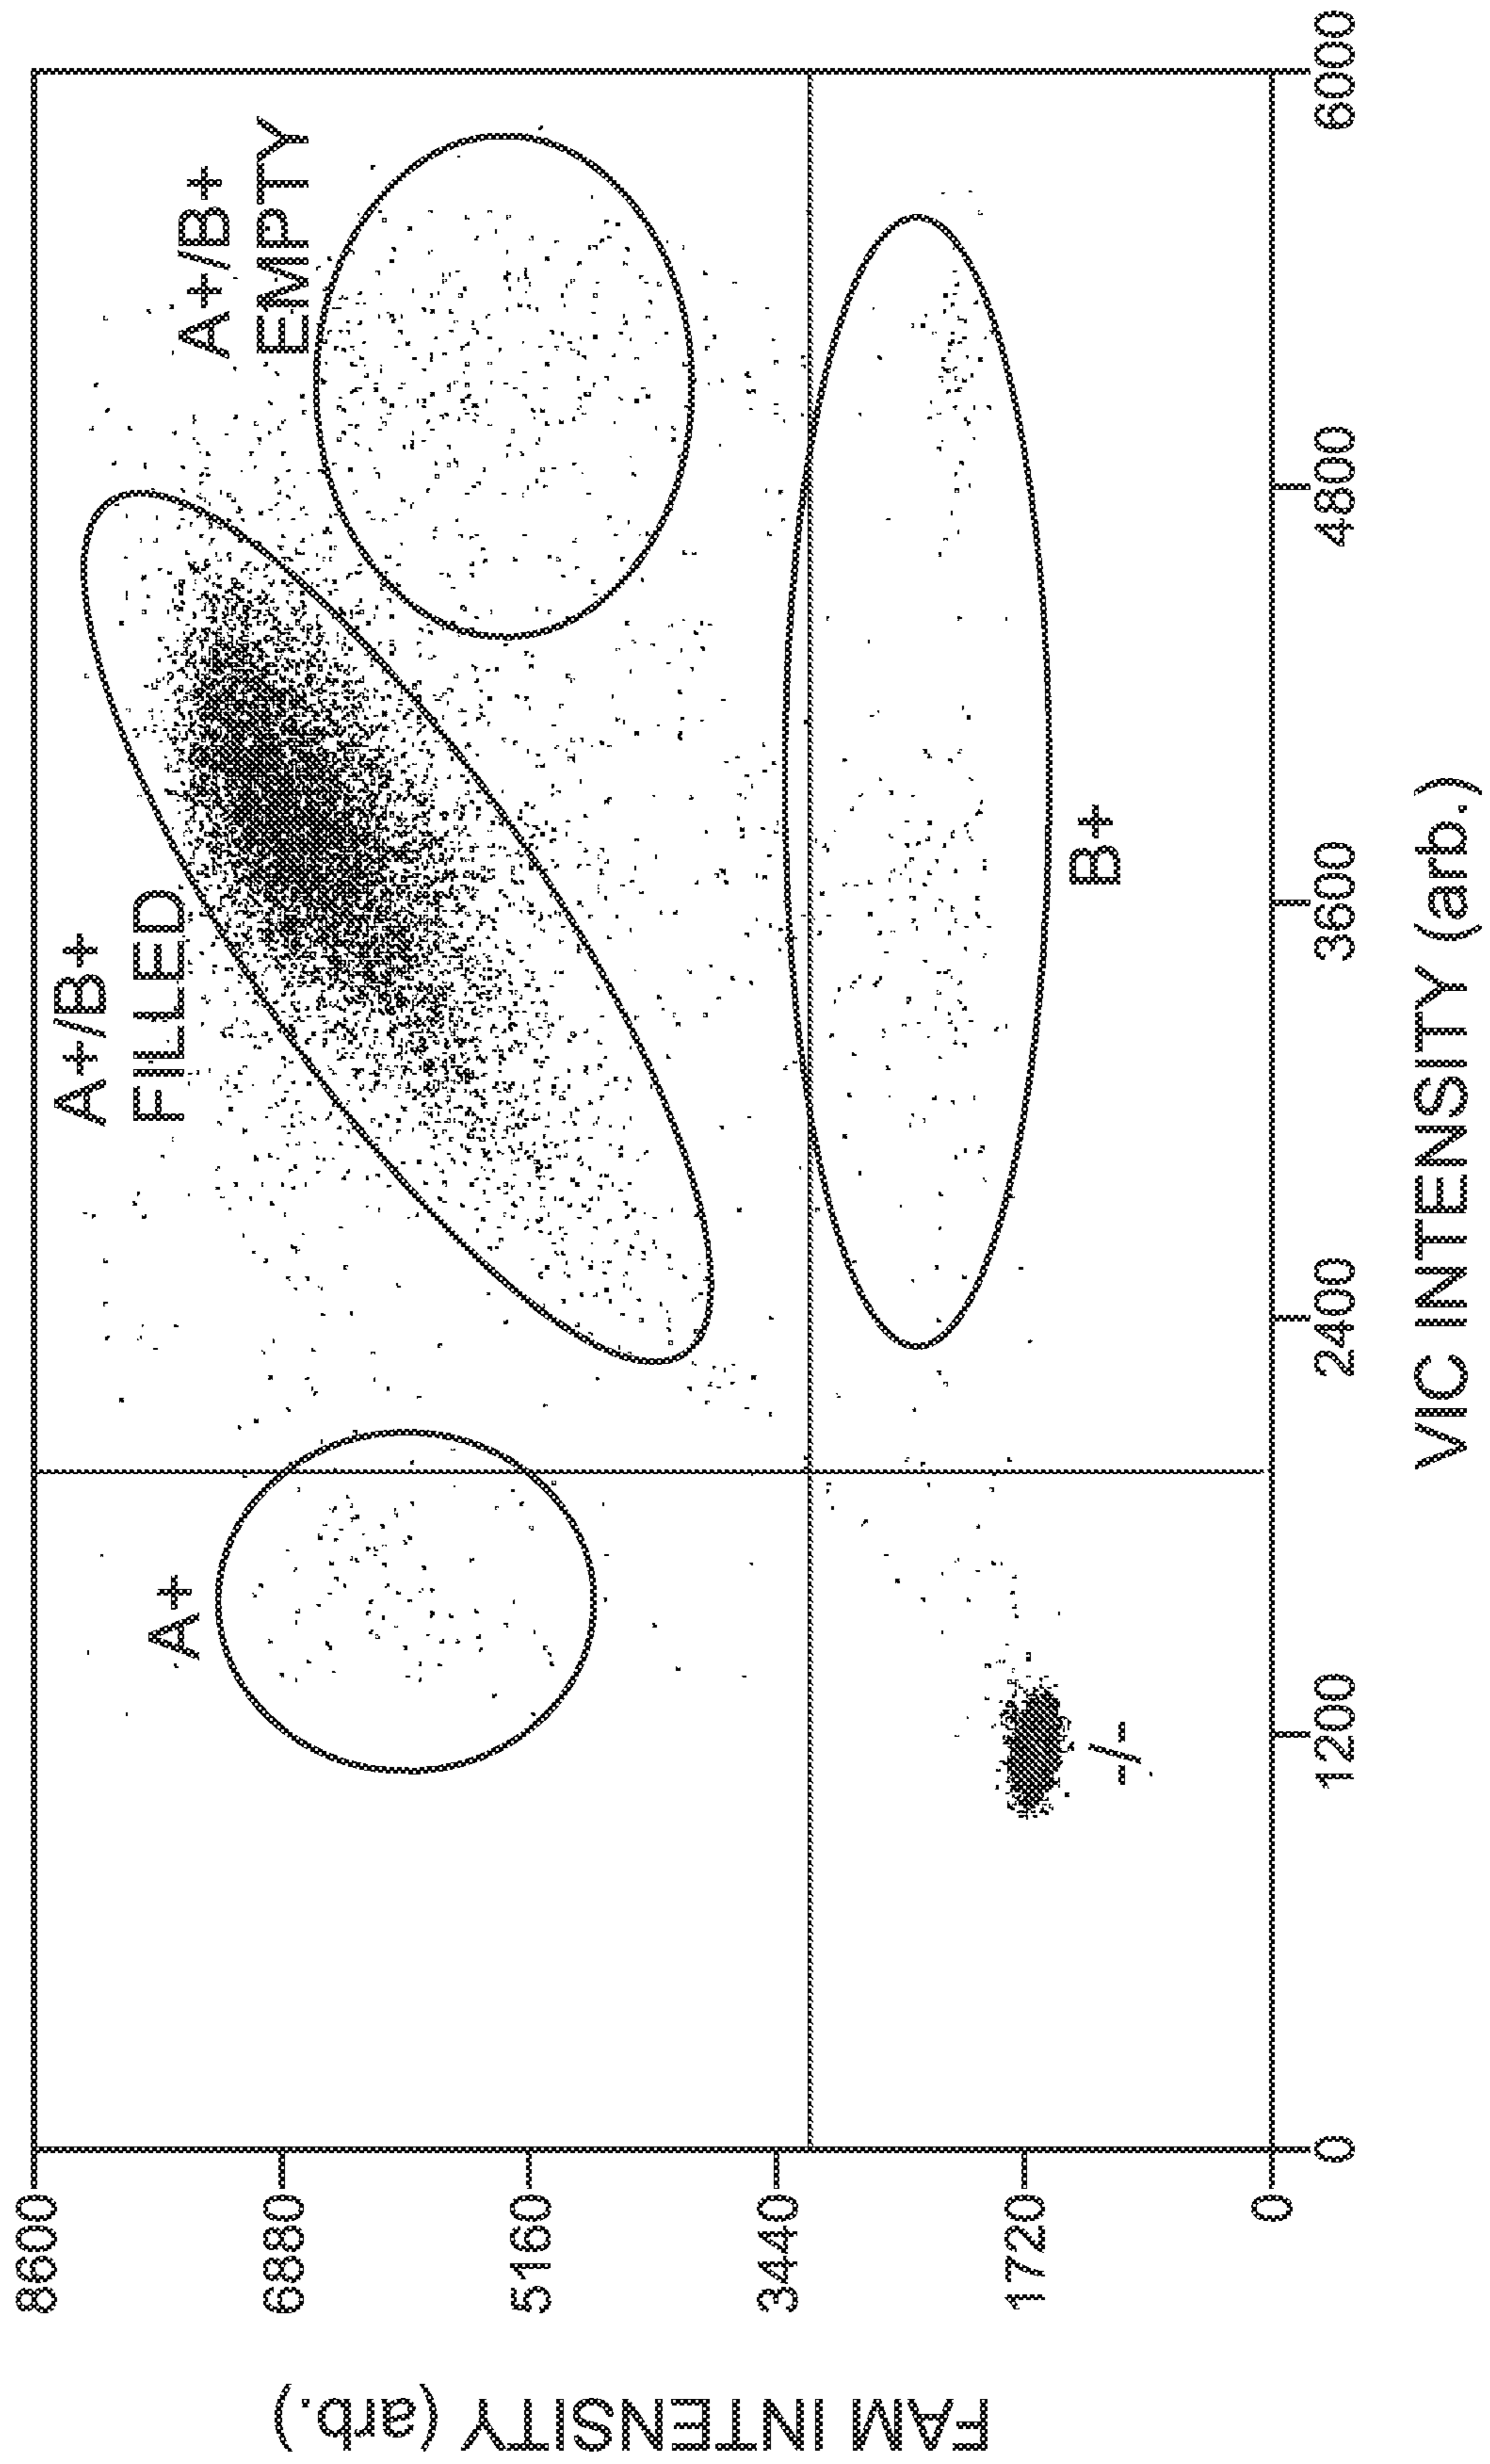 FAM INTENSITY (arb.)
8600
6880
5160
3440
1720
0
A+
A+/B+
FILLED
A+/B+
EMPTY
B+
-/-
0
1200
2400
3600
4800
6000
VIC INTENSITY (arb.)